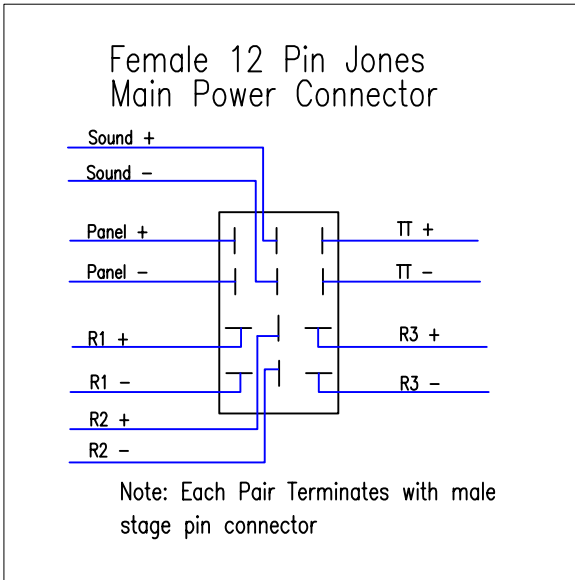 Female 12 Pin Jones
Main Power Connector
Sound +
Sound -
Panel +
TT +
Panel -
TT -
R1 +
R3 +
R1 -
R3 -
R2 +
R2 -
Note: Each Pair Terminates with male
stage pin connector